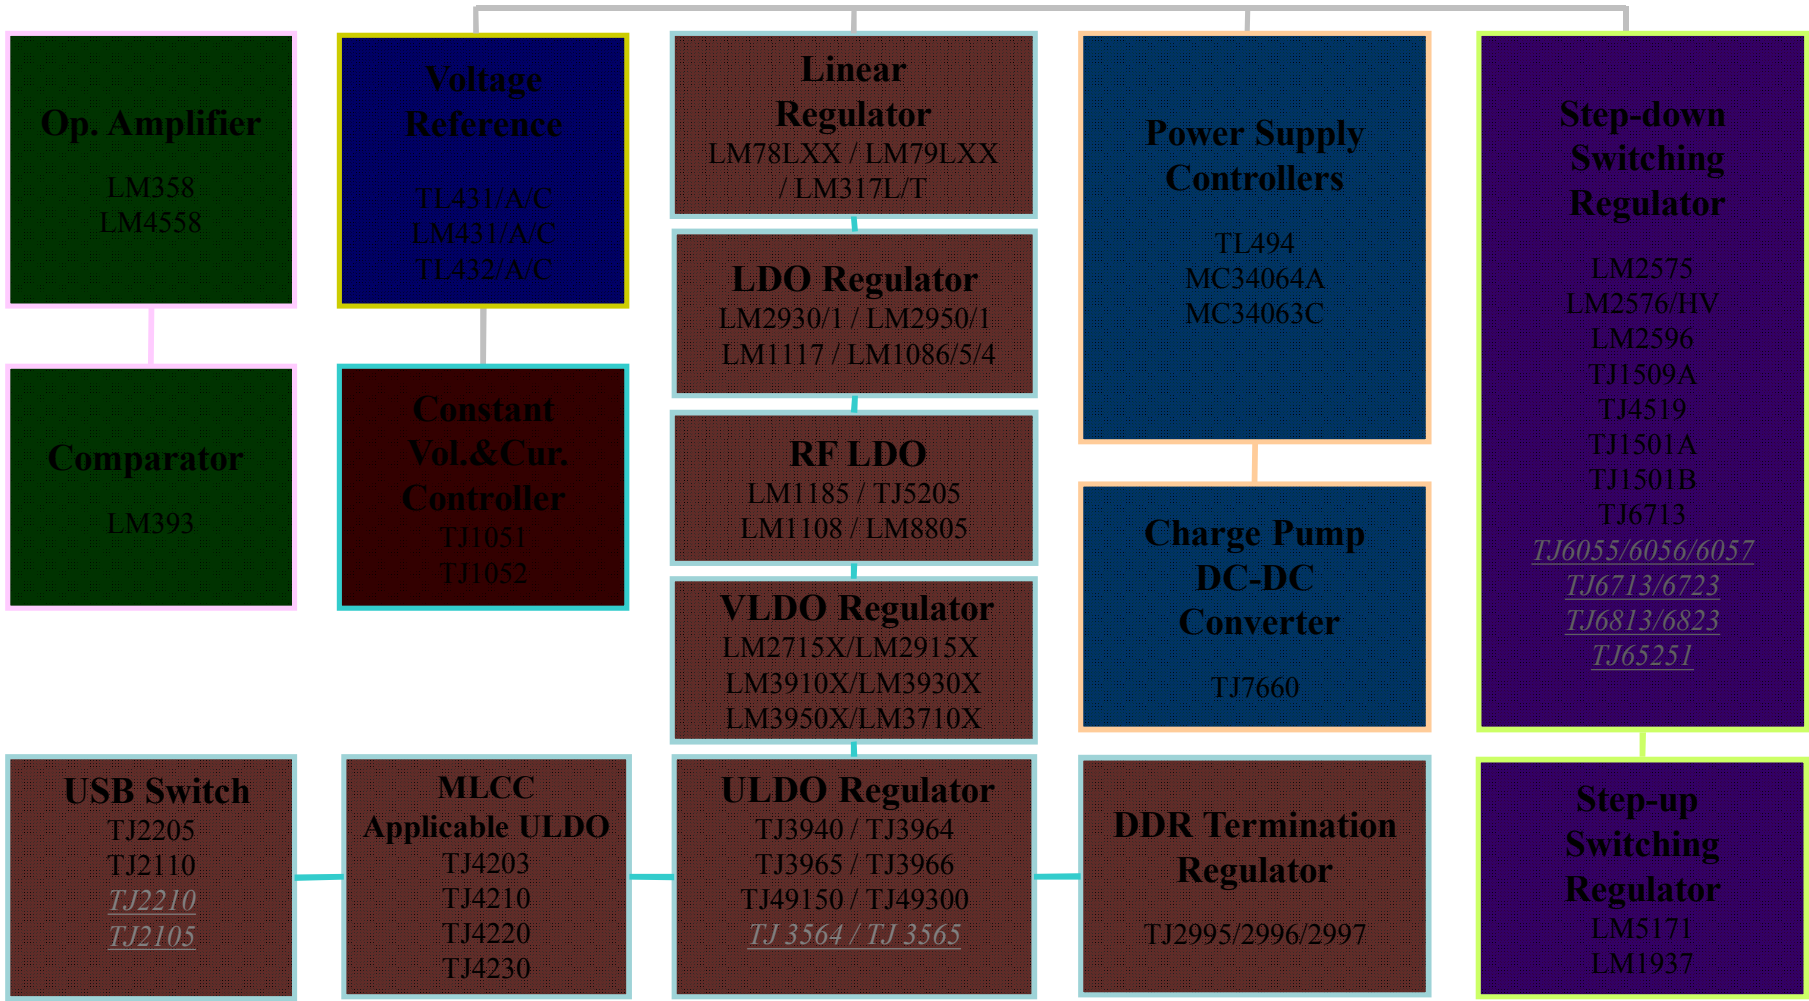 Op. Amplifier
LM358
LM4558
Comparator
LM393
Voltage
Reference
TL431/A/C
LM431/A/C
TL432/A/C
Constant
Vol.&Cur.
Controller
TJ1051
TJ1052
Linear
Regulator
LM78LXX / LM79LXX
/ LM317L/T
LDO Regulator
LM2930/1 / LM2950/1
LM1117 / LM1086/5/4
RF LDO
LM1185 / TJ5205
LM1108 / LM8805
VLDO Regulator
LM2715X/LM2915X
LM3910X/LM3930X
LM3950X/LM3710X
Power Supply
Controllers
TL494
MC34064A
MC34063C
Charge Pump
DC-DC
Converter
TJ7660
Step-down
Switching
Regulator
LM2575
LM2576/HV
LM2596
TJ1509A
TJ4519
TJ1501A
TJ1501B
TJ6713
TJ6055/6056/6057
TJ6713/6723
TJ6813/6823
TJ65251
USB Switch
TJ2205
TJ2110
TJ2210
TJ2105
MLCC
Applicable ULDO
TJ4203
TJ4210
TJ4220
TJ4230
ULDO Regulator
TJ3940 / TJ3964
TJ3965 / TJ3966
TJ49150 / TJ49300
TJ 3564 / TJ 3565
DDR Termination
Regulator
TJ2995/2996/2997
Step-up
Switching
Regulator
LM5171
LM1937